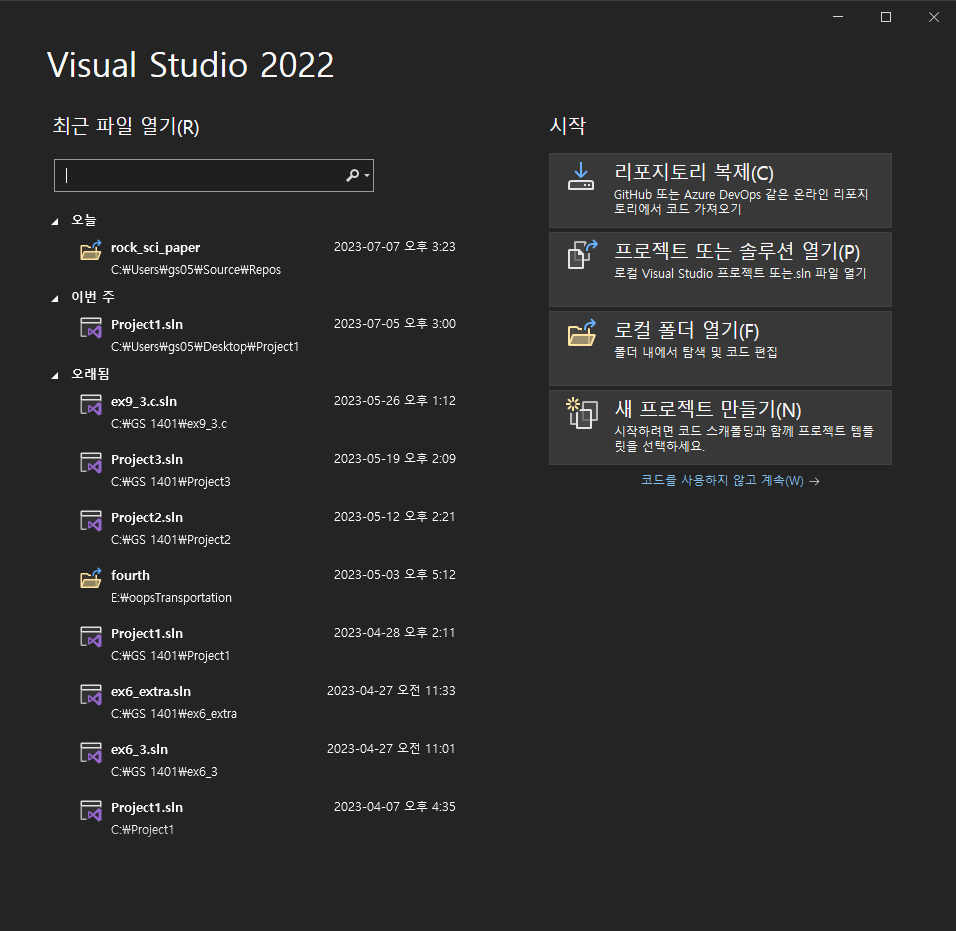 Visual Studio 2022
최근 파일 열기(R)
오늘
rock_sci_paper 2023-07-07 오후 3:23
C:₩Users₩gs05₩Source₩Repos
이번 주
Project1.sln 2023-07-05 오후 3:00
C:₩Users₩gs05₩Desktop₩Project1
오래됨
ex9_3.c.sln 2023-05-26 오후 1:12
C:₩GS 1401₩ex9_3.c
Project3.sln 2023-05-19 오후 2:09
C:₩GS 1401₩Project3
Project2.sln 2023-05-12 오후 2:21
C:₩GS 1401₩Project2
fourth 2023-05-03 오후 5:12
E:₩oopsTransportation
Project1.sln 2023-04-28 오후 2:11
C:₩GS 1401₩Project1
ex6_extra.sln 2023-04-27 오전 11:33
C:₩GS 1401₩ex6_extra
ex6_3.sln 2023-04-27 오전 11:01
C:₩GS 1401₩ex6_3
Project1.sln 2023-04-07 오후 4:35
C:₩Project1
시작
리포지토리 복제(C)
GitHub 또는 Azure DevOps 같은 온라인 리포지
토리에서 코드 가져오기
프로젝트 또는 솔루션 열기(P)
로컬 Visual Studio 프로젝트 또는.sln 파일 열기
로컬 폴더 열기(F)
폴더 내에서 탐색 및 코드 편집
새 프로젝트 만들기(N)
시작하려면 코드 스캐폴딩과 함께 프로젝트 템플
릿을 선택하세요.
코드를 사용하지 않고 계속(W) →